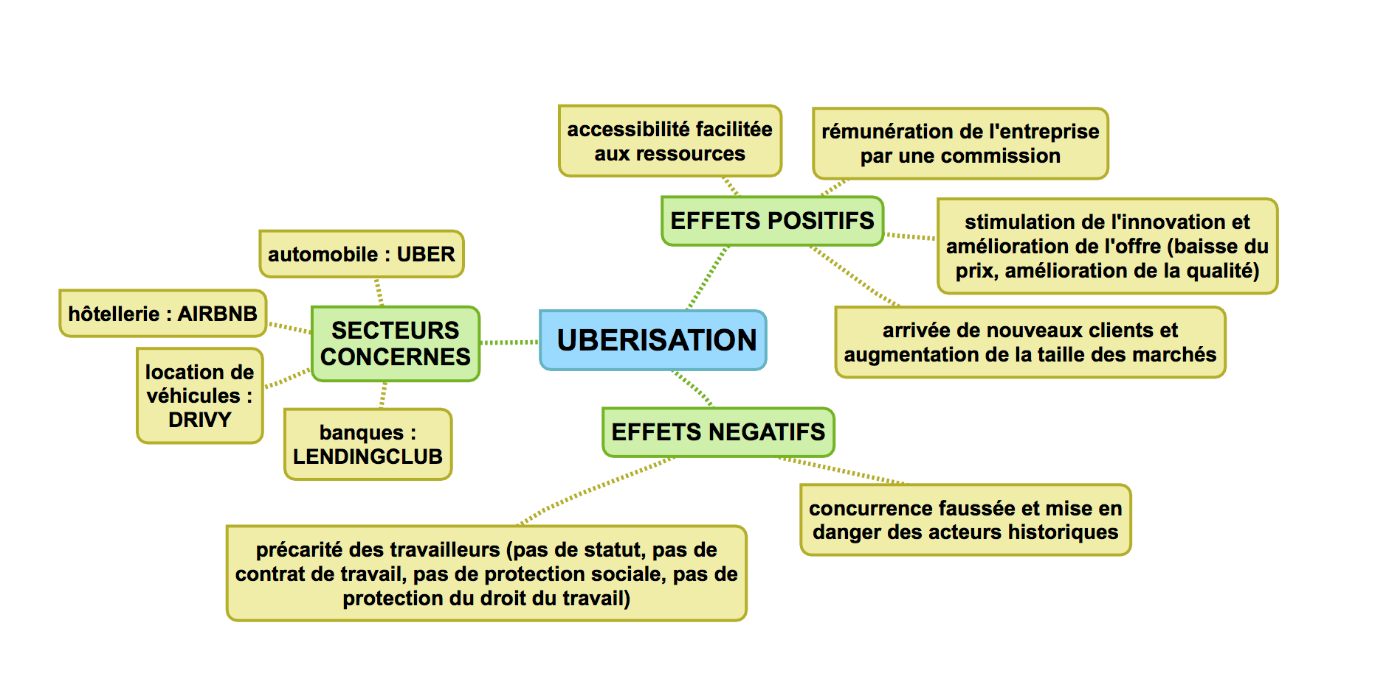 accessibilité facilitée
aux ressources
rémunération de l'entreprise
par une commission
EFFETS POSITIFS
stimulation de l'innovation et
amélioration de l'offre (baisse du
prix, amélioration de la qualité)
arrivée de nouveaux clients et
augmentation de la taille des marchés
automobile : UBER
hôtellerie : AIRBNB
SECTEURS
CONCERNES
location de
véhicules :
DRIVY
banques :
LENDINGCLUB
UBERISATION
EFFETS NEGATIFS
concurrence faussée et mise en
danger des acteurs historiques
précarité des travailleurs (pas de statut, pas de
contrat de travail, pas de protection sociale, pas de
protection du droit du travail)